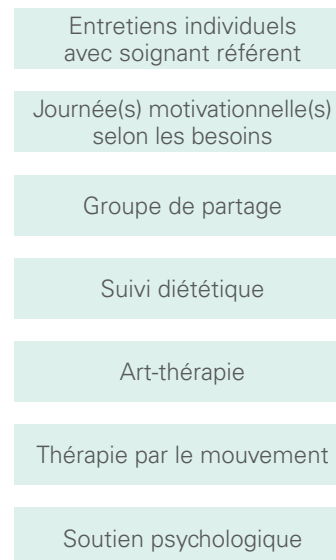 Entretiens individuels
avec soignant référent
Journée(s) motivationnelle(s)
selon les besoins
Groupe de partage
Suivi diététique
Art-thérapie
Thérapie par le mouvement
Soutien psychologique